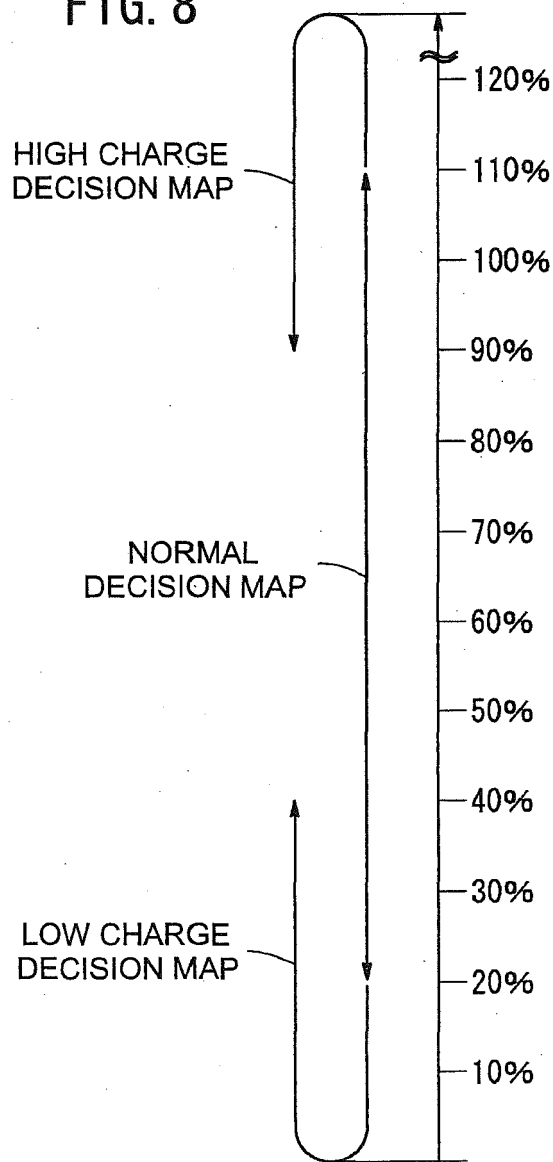 FIG. 8
120%
HIGH CHARGE
DECISION MAP
110%
100%
90%
80%
70%
NORMAL
DECISION MAP
60%
50%
40%
30%
LOW CHARGE
DECISION MAP
20%
10%